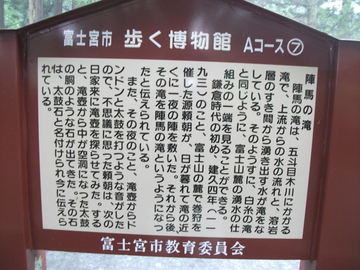 富士宮市 歩く博物館 Aコース⑦
陣馬の滝
陣馬の滝は、五斗目木川にかかる
滝で、上流からの水の流れと、溶岩
層のすき間から湧き出す水が滝をな
している。そのようすは、白糸の滝
と同じように、富士山麓の湧水の仕
組みの一端を見ることができる。
鎌倉時代の初め、建久四年（一一
九三）のこと、富士山の麓で巻狩を
催した源頼朝が、日が暮れて滝の近
くに一夜の陣を敷いた。それから後、
その滝を陣馬の滝というようになっ
たと伝えられている。
また、その夜のこと、滝壺からド
ンドンと太鼓を打つような音がした
ので、不思議に思った頼朝は、次の
日家来に滝壺を探らせてみた。する
と、滝壺から中が空洞になった太鼓
の胴のような石が出てきた。その石
は、太鼓石と名付けられ今に伝えら
れている。
富士宮市教育委員会